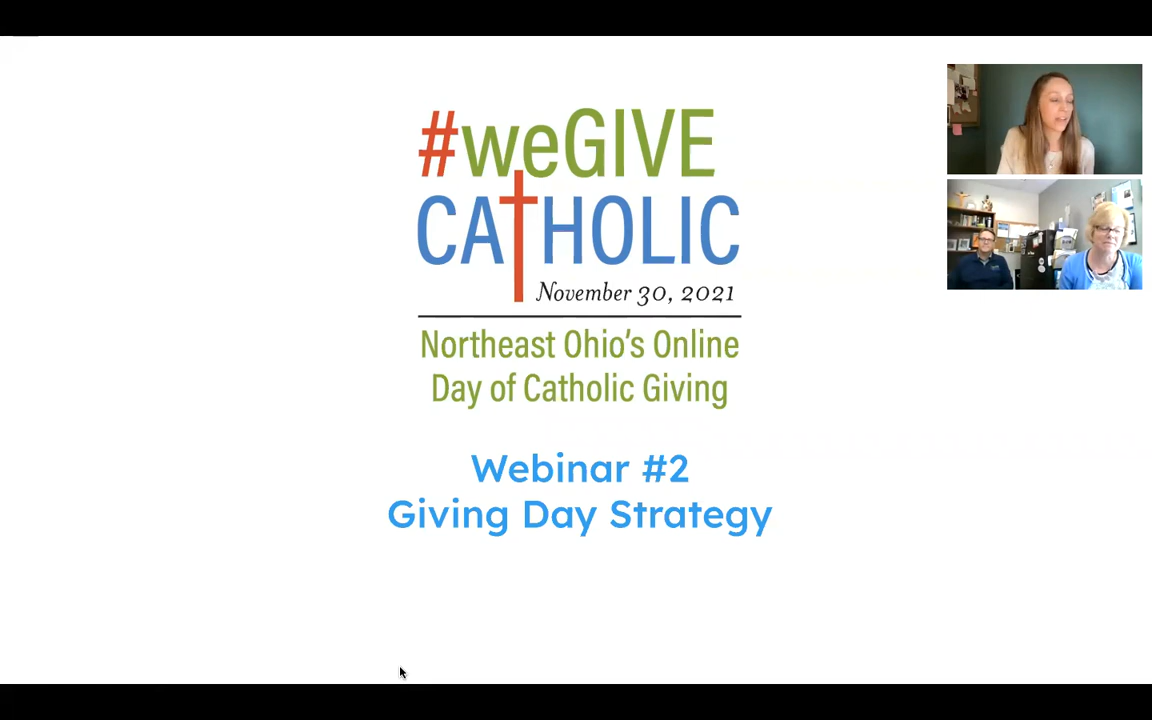 #weGIVE
CATHOLIC
November 30, 2021
Northeast Ohio's Online
Day of Catholic Giving
Webinar #2
Giving Day Strategy